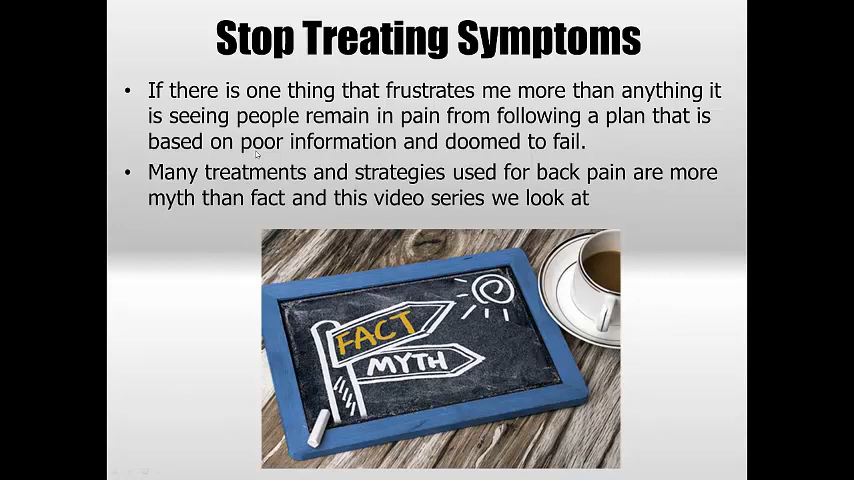 Stop Treating Symptoms
• If there is one thing that frustrates me more than anything it
is seeing people remain in pain from following a plan that is
based on poor information and doomed to fail.
• Many treatments and strategies used for back pain are more
myth than fact and this video series we look at
FACT
MYTH